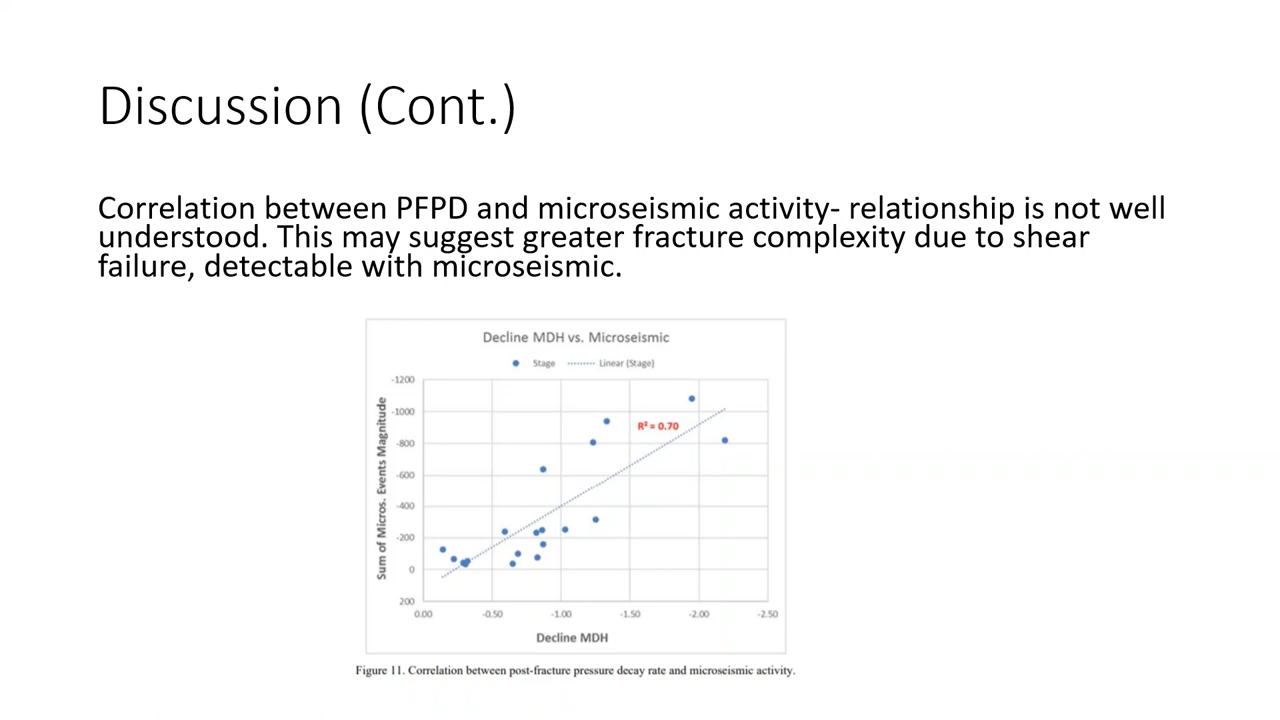 Discussion (Cont.)
Correlation between PFPD and microseismic activity- relationship is not well
understood. This may suggest greater fracture complexity due to shear
failure, detectable with microseismic.
Decline MDH vs. Microseismic
Stage
Linear (Stage)
Sum of Micros. Events Magnitude
-1200
-1000
-800
-600
-400
-200
0
200
R² = 0.70
0.00
-0.50
-1.00
-1.50
-2.00
-2.50
Decline MDH
Figure 11. Correlation between post-fracture pressure decay rate and microseismic activity.